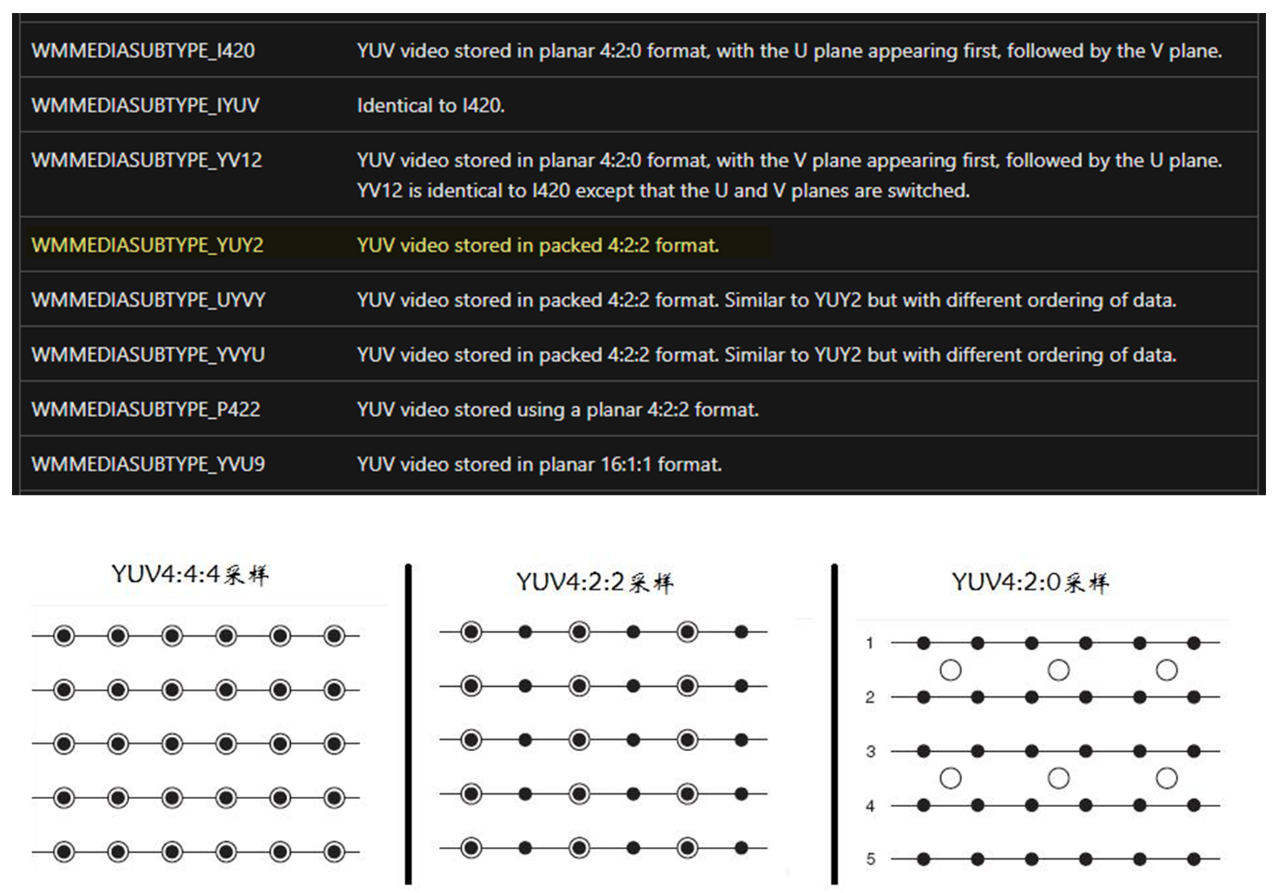 WMMEDIASUBTYPE_I420 YUV video stored in planar 4:2:0 format, with the U plane appearing first, followed by the V plane.
WMMEDIASUBTYPE_IYUV Identical to I420.
WMMEDIASUBTYPE_YV12 YUV video stored in planar 4:2:0 format, with the V plane appearing first, followed by the U plane.
YV12 is identical to I420 except that the U and V planes are switched.
WMMEDIASUBTYPE_YUY2 YUV video stored in packed 4:2:2 format.
WMMEDIASUBTYPE_UYVY YUV video stored in packed 4:2:2 format. Similar to YUY2 but with different ordering of data.
WMMEDIASUBTYPE_YVYU YUV video stored in packed 4:2:2 format. Similar to YUY2 but with different ordering of data.
WMMEDIASUBTYPE_P422 YUV video stored using a planar 4:2:2 format.
WMMEDIASUBTYPE_YVU9 YUV video stored in planar 16:1:1 format.
YUV4:4:4采样
YUV4:2:2采样
YUV4:2:0采样
1
2
3
4
5